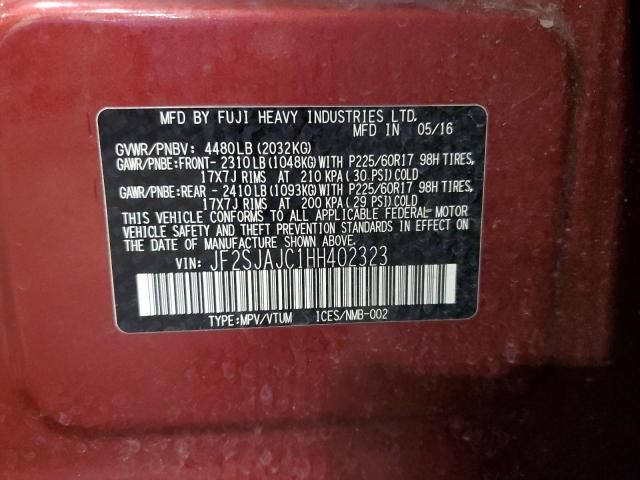 MFD BY FUJI HEAVY INDUSTRIES LTD.
MFD IN 05/16
GVWR/PNBV: 4480LB(2032KG)
GAWR/PNBE:FRONT- 2310LB(1048KG)WITH P225/60R17 98H TIRES,
17X7J RIMS AT 210 KPA(30 PSI)COLD
GAWR/PNBE:REAR - 2410LB(1093KG)WITH P225/60R17 98H TIRES,
17X7J RIMS AT 200 KPA(29 PSI)COLD
THIS VEHICLE CONFORMS TO ALL APPLICABLE FEDERAL MOTOR
VEHICLE SAFETY AND THEFT PREVENTION STANDARDS IN EFFECT ON
THE DATE OF MANUFACTURE SHOWN ABOVE.
VIN: JF2SJAJC1HH402323
TYPE:MPV/VTUM ICES/NMB-002